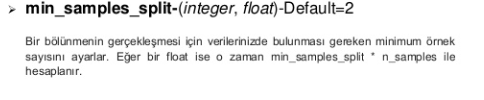 ➢ min_samples_split-(integer, float)-Default=2
Bir bölünmenin gerçekleşmesi için verilerinizde bulunması gereken minimum örnek
sayısını ayarlar. Eğer bir float ise o zaman min_samples_split * n_samples ile
hesaplanır.